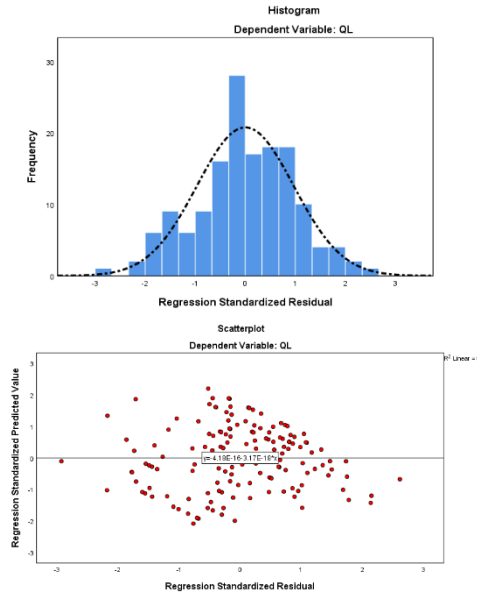 Histogram
Dependent Variable: QL
Frequency
30
20
10
0
-3 -2 -1 0 1 2 3
Regression Standardized Residual
Scatterplot
Dependent Variable: QL
R² Linear =
Regression Standardized Predicted Value
3
2
1
0
-1
-2
-3
y=-4.18E-16-3.17E-18*x
-3 -2 -1 0 1 2 3
Regression Standardized Residual